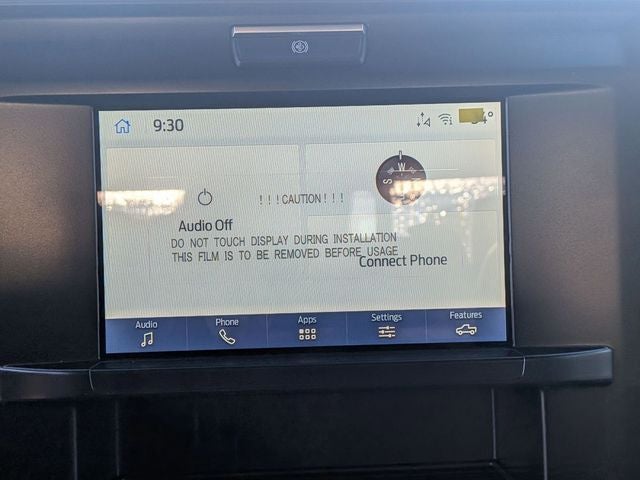 9:30
!!!CAUTION!!!
W
S
Audio Off
DO NOT TOUCH DISPLAY DURING INSTALLATION
THIS FILM IS TO BE REMOVED BEFORE USAGE
Connect Phone
Audio
Phone
Apps
Settings
Features